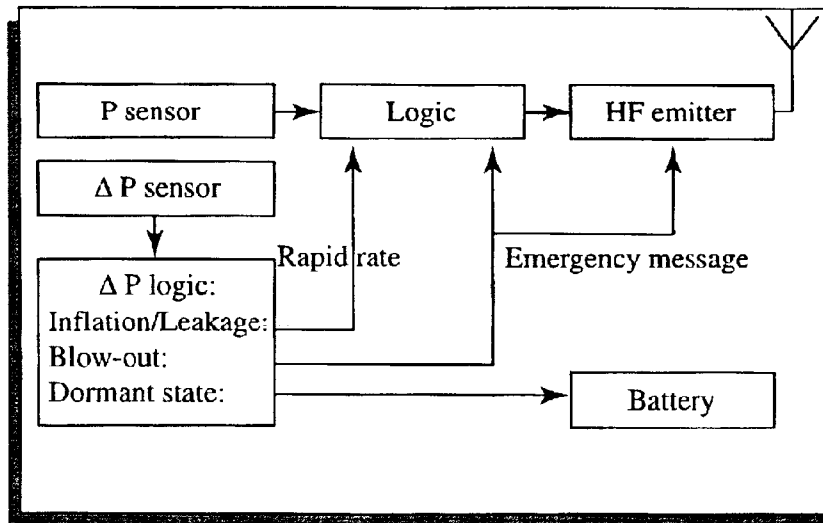 P sensor
Logic
HF emitter
Δ P sensor
Rapid rate
Emergency message
Δ P logic:
Inflation/Leakage:
Blow-out:
Dormant state:
Battery